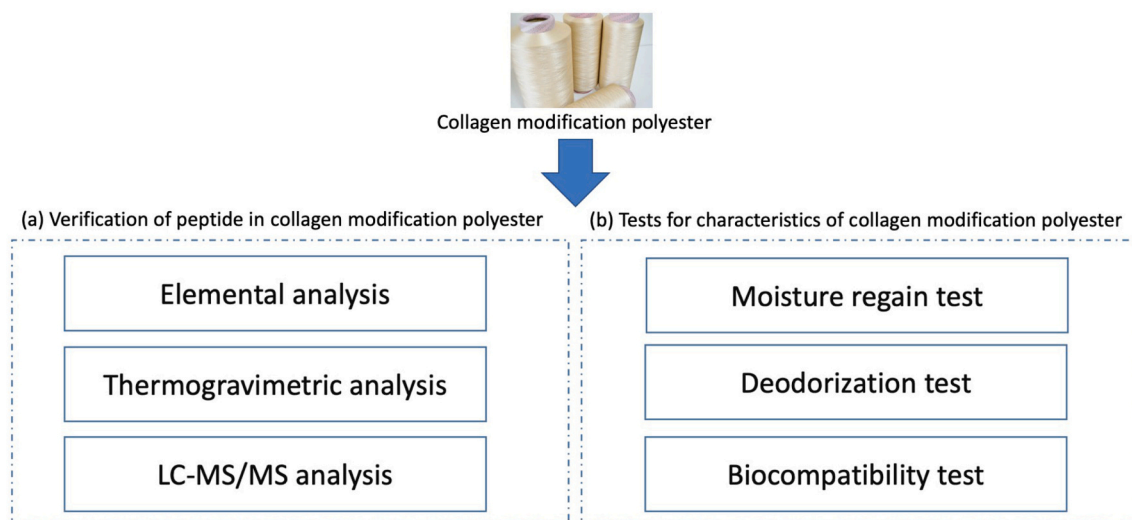 Collagen modification polyester
(a) Verification of peptide in collagen modification polyester
Elemental analysis
Thermogravimetric analysis
LC-MS/MS analysis
(b) Tests for characteristics of collagen modification polyester
Moisture regain test
Deodorization test
Biocompatibility test